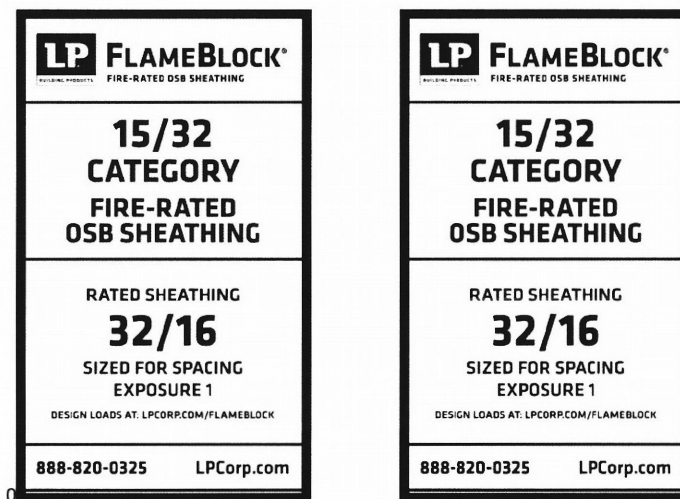 LP FLAMEBLOCK®
BUILDING PRODUCTS FIRE-RATED OSB SHEATHING
15/32
CATEGORY
FIRE-RATED
OSB SHEATHING
RATED SHEATHING
32/16
SIZED FOR SPACING
EXPOSURE 1
DESIGN LOADS AT: LPCORP.COM/FLAMEBLOCK
888-820-0325 LPCorp.com
0
LP FLAMEBLOCK®
BUILDING PRODUCTS FIRE-RATED OSB SHEATHING
15/32
CATEGORY
FIRE-RATED
OSB SHEATHING
RATED SHEATHING
32/16
SIZED FOR SPACING
EXPOSURE 1
DESIGN LOADS AT: LPCORP.COM/FLAMEBLOCK
888-820-0325 LPCorp.com